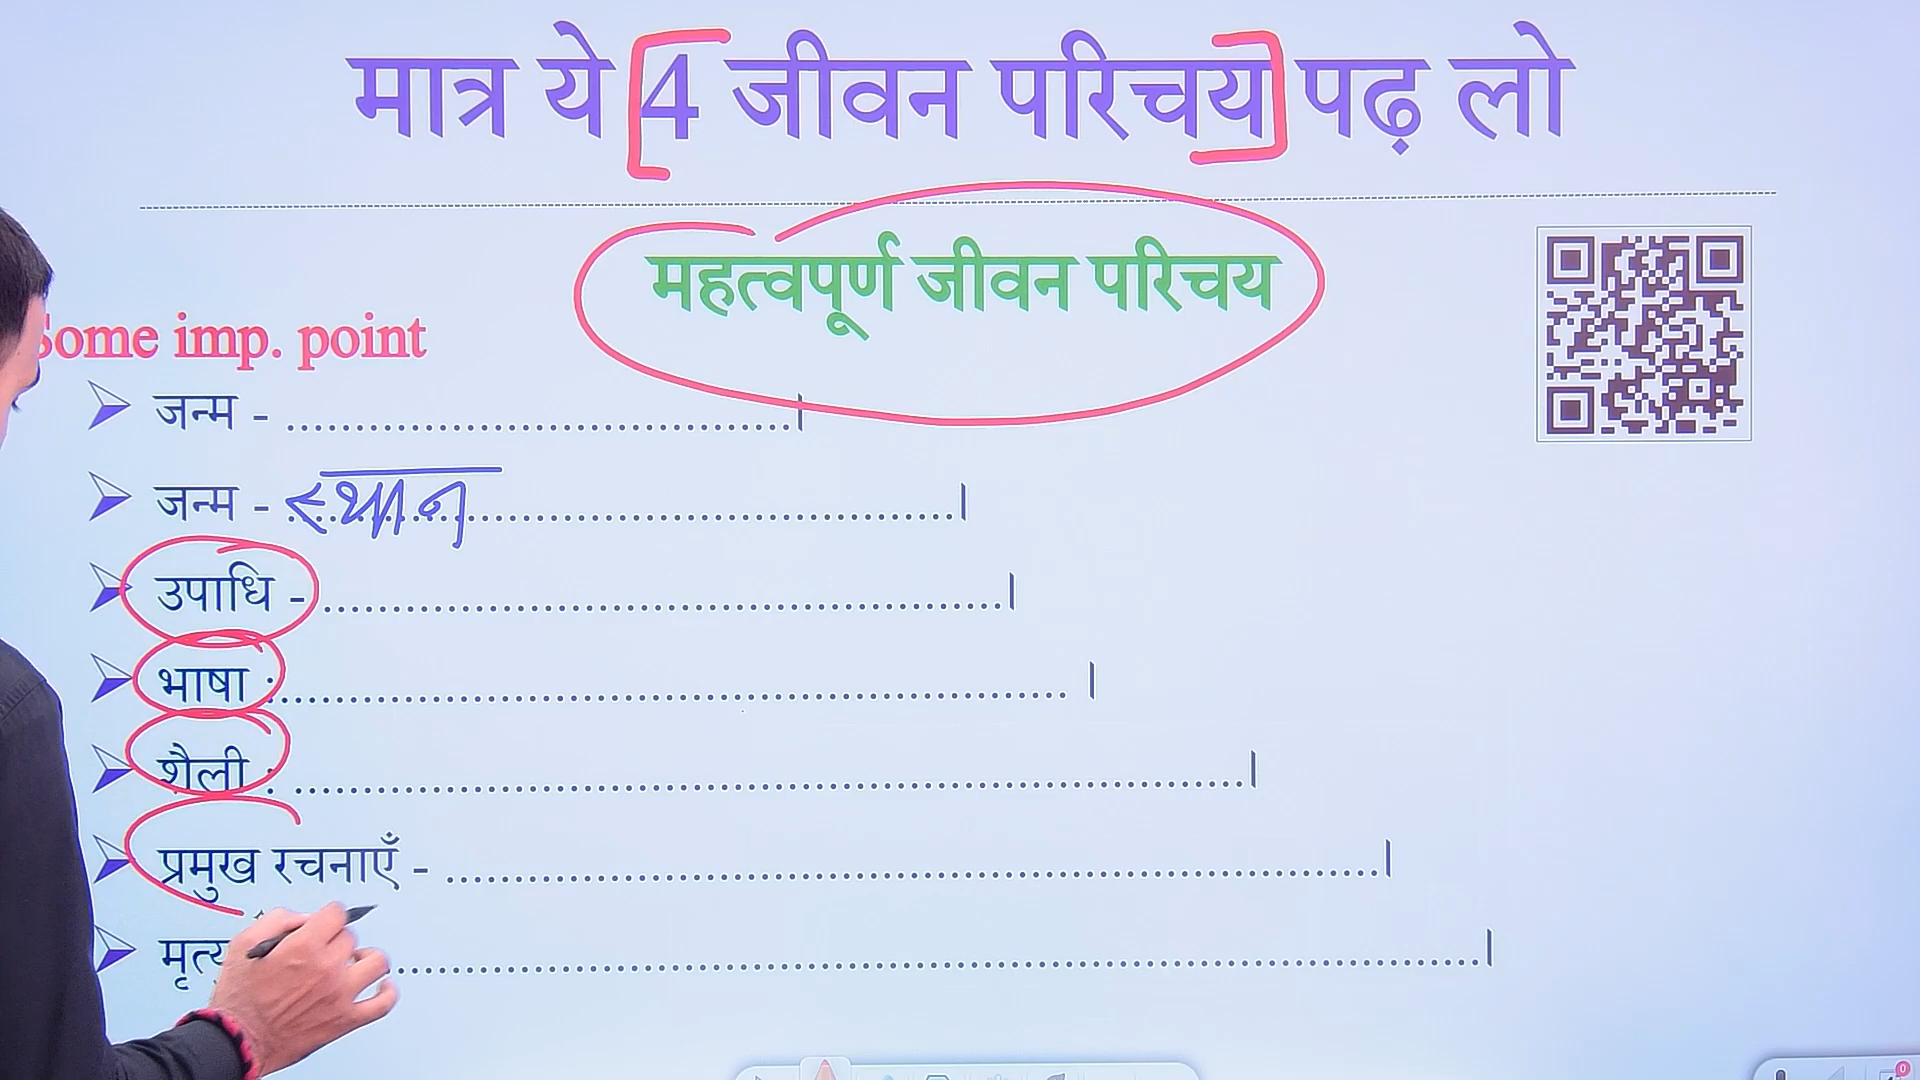 मात्र ये 4 जीवन परिचय पढ़ लो
महत्वपूर्ण जीवन परिचय
Some imp. point
जन्म - ................................................।
जन्म - स्थान ................................................।
उपाधि - ................................................।
भाषा :................................................ ।
शैली : ................................................।
प्रमुख रचनाएँ - ................................................।
................................................।